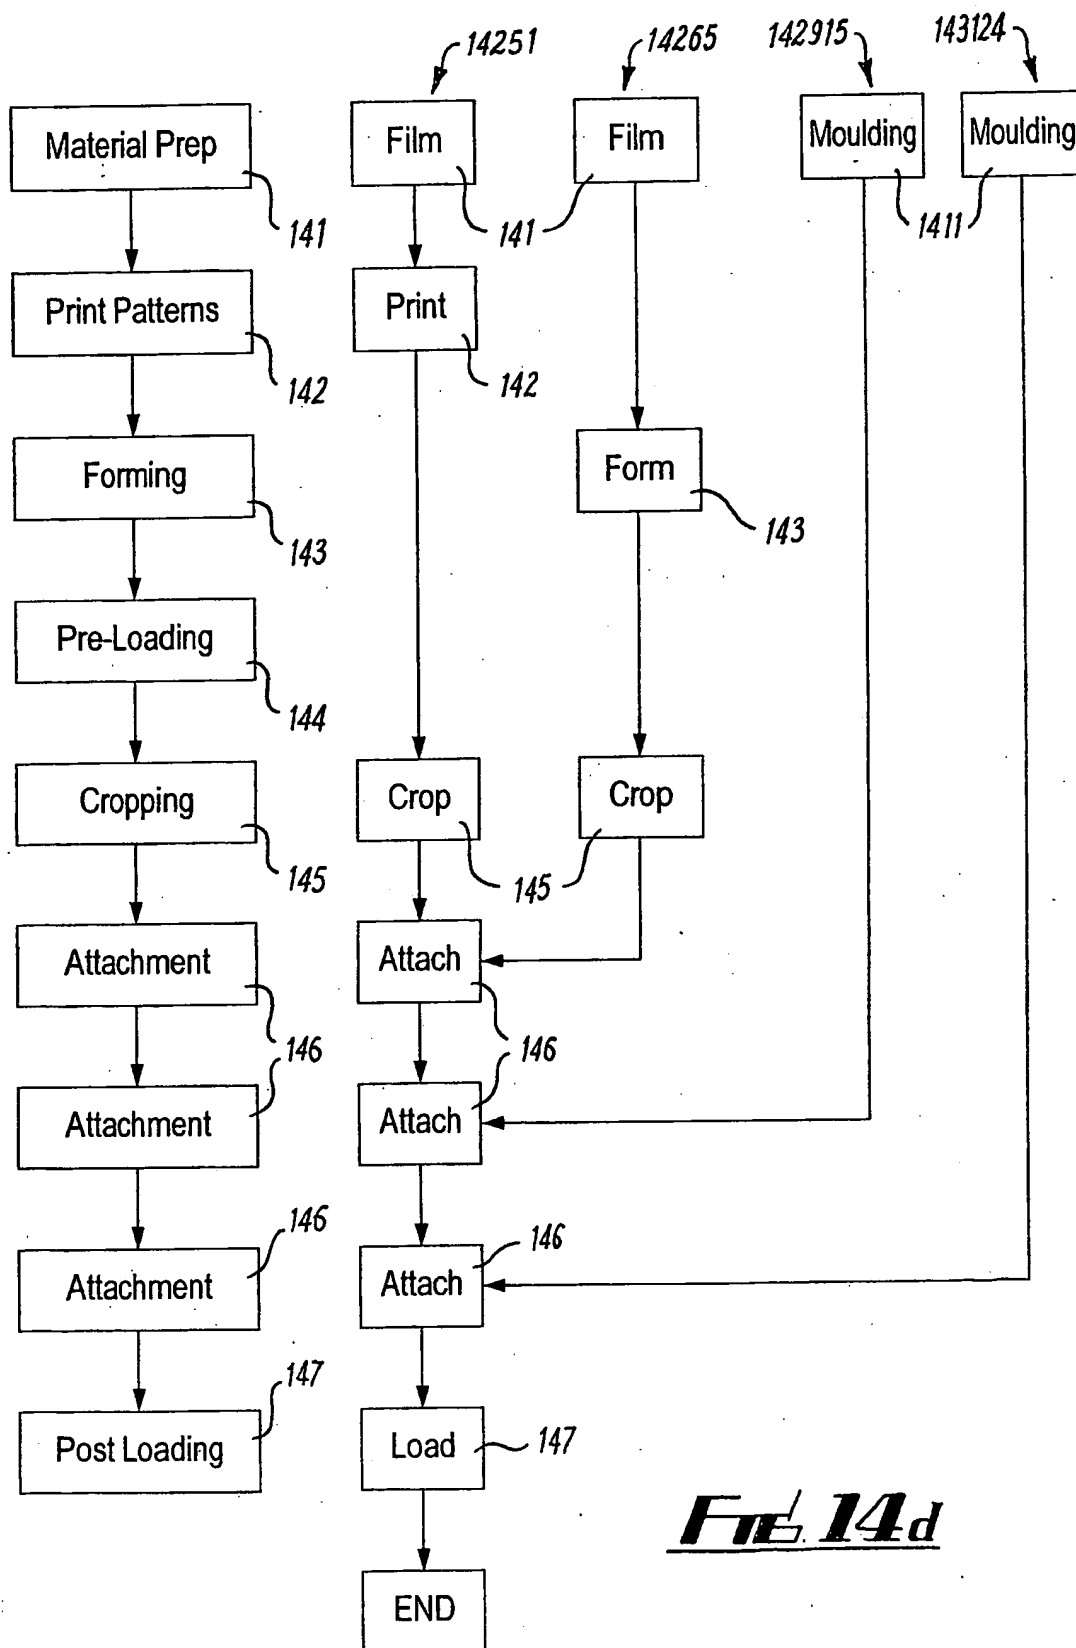 14251
14265
142915
143124
Material Prep
Film
Film
Moulding
Moulding
141
141
1411
Print Patterns
Print
142
142
Forming
Form
143
143
Pre-Loading
144
Cropping
Crop
Crop
145
145
Attachment
Attach
146
146
Attachment
Attach
146
146
Attachment
Attach
147
147
Post Loading
Load
END
FIG. 14d